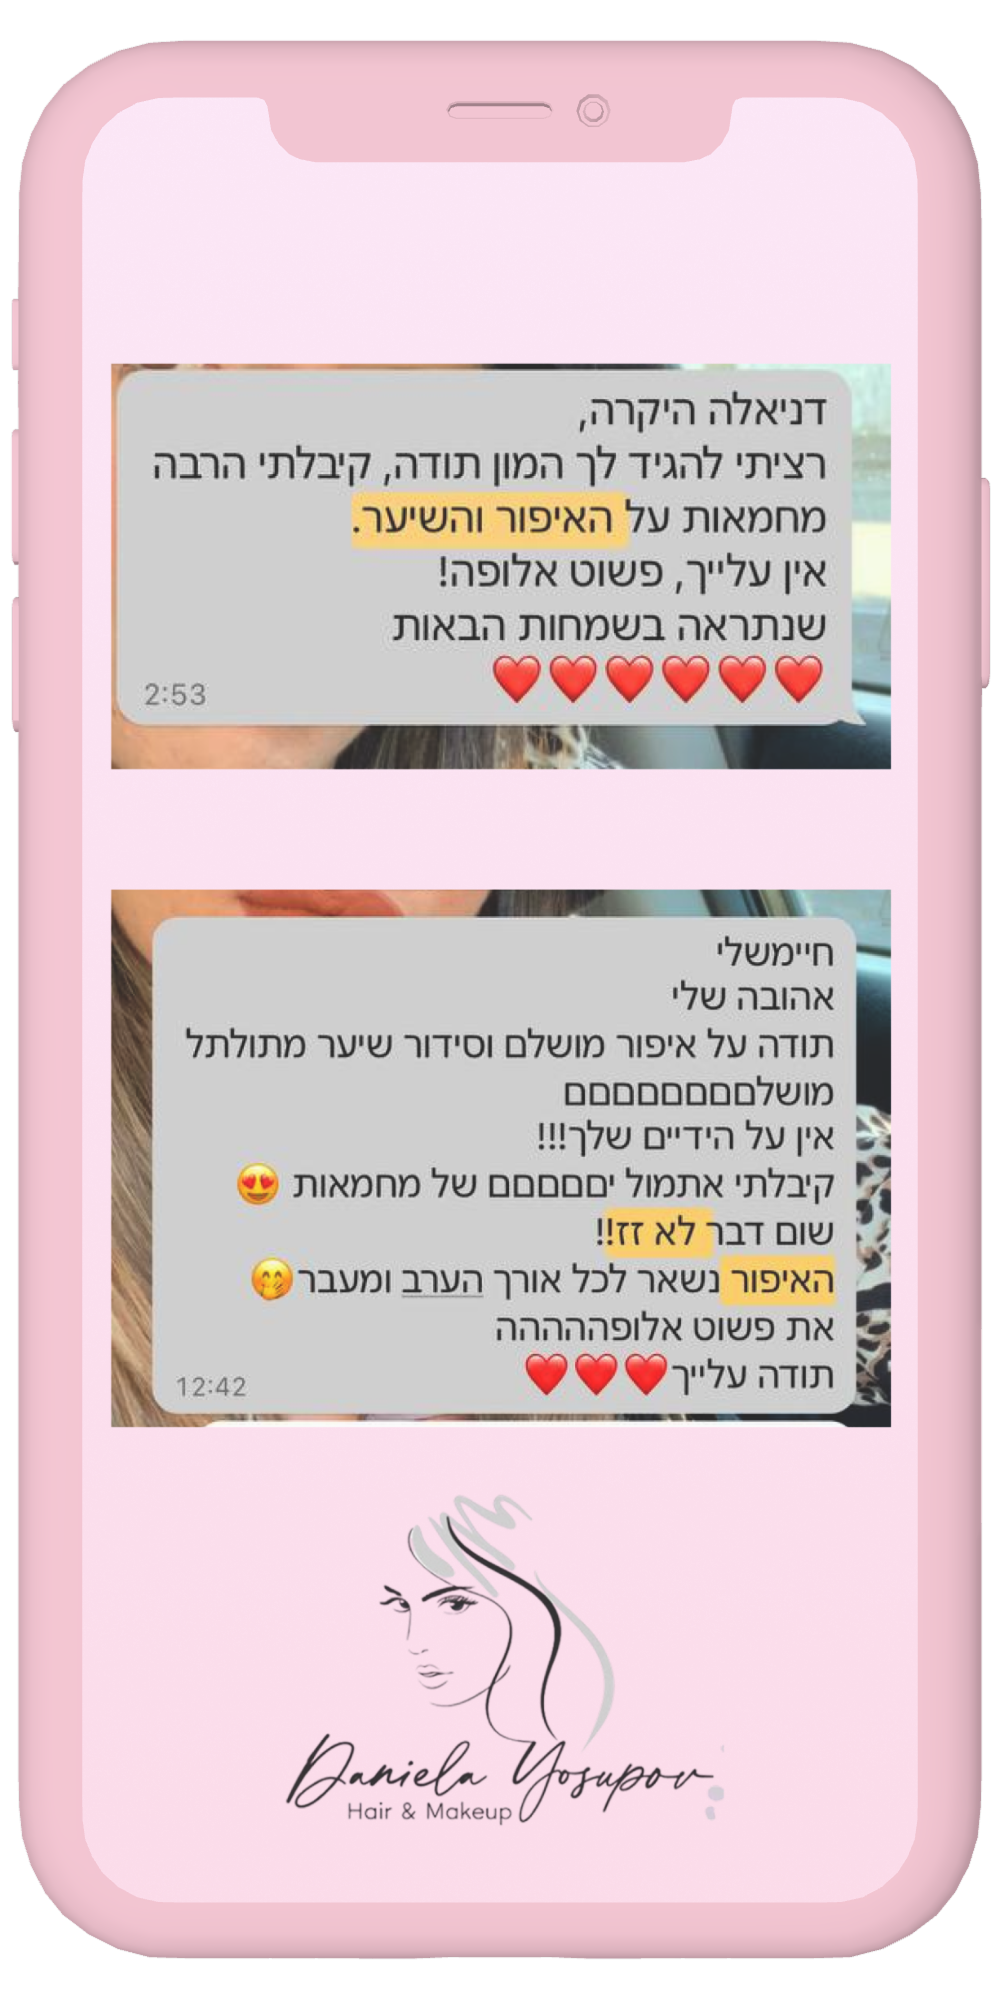 דניאלה היקרה,
רציתי להגיד לך המון תודה, קיבלתי הרבה
מחמאות על האיפור והשיער.
אין עלייך, פשוט אלופה!
שנתראה בשמחות הבאות
❤️❤️❤️❤️❤️❤️
2:53
חיימשלי
אהובה שלי
תודה על איפור מושלם וסידור שיער מתולתל
מושלםםםםםםםם
אין על הידיים שלך!!!
קיבלתי אתמול יםםםםם של מחמאות 😍
שום דבר לא זז!!
האיפור נשאר לכל אורך הערב ומעבר 🤭
את פשוט אלופהההההה
תודה עלייך❤️❤️❤️
12:42
Daniela Yosupov
Hair & Makeup